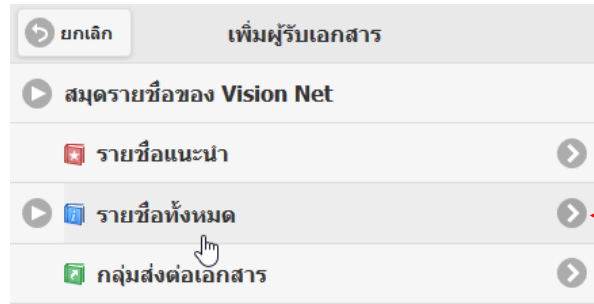 ยกเลิก เพิ่มผู้รับเอกสาร
สมุดรายชื่อของ Vision Net
รายชื่อแนะนำ
รายชื่อทั้งหมด
กลุ่มส่งต่อเอกสาร